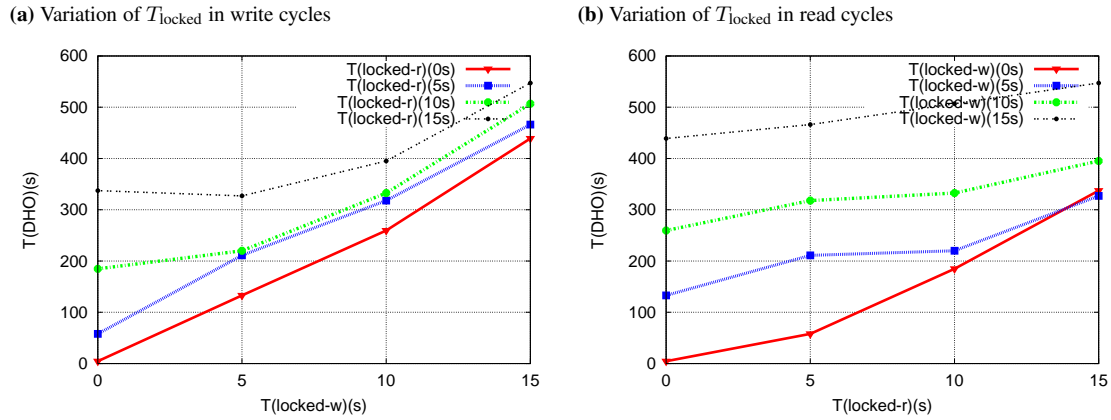 (a) Variation of T_locked in write cycles
600
500
400
300
200
100
0
0 5 10 15
T(DHO)(s)
T(locked-w)(s)
T(locked-r)(0s)
T(locked-r)(5s)
T(locked-r)(10s)
T(locked-r)(15s)
(b) Variation of T_locked in read cycles
600
500
400
300
200
100
0
0 5 10 15
T(DHO)(s)
T(locked-r)(s)
T(locked-w)(0s)
T(locked-w)(5s)
T(locked-w)(10s)
T(locked-w)(15s)